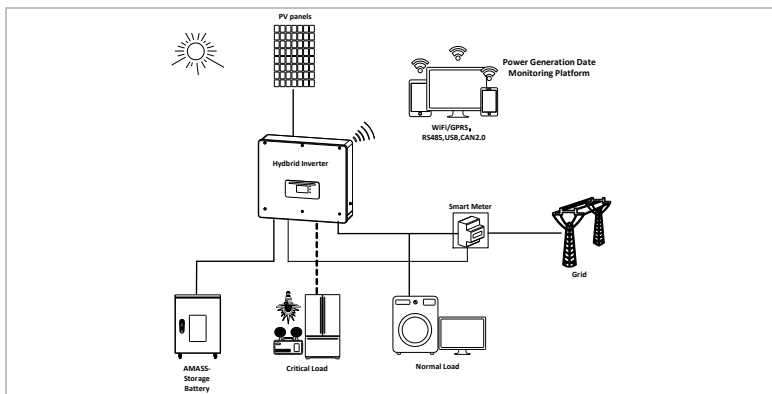 PV panels
Power Generation Date
Monitoring Platform
WiFi/GPRS,
RS485,USB,CAN2.0
Hydbrid Inverter
Smart Meter
Grid
AMASS-
Storage
Battery
Critical Load
Normal Load